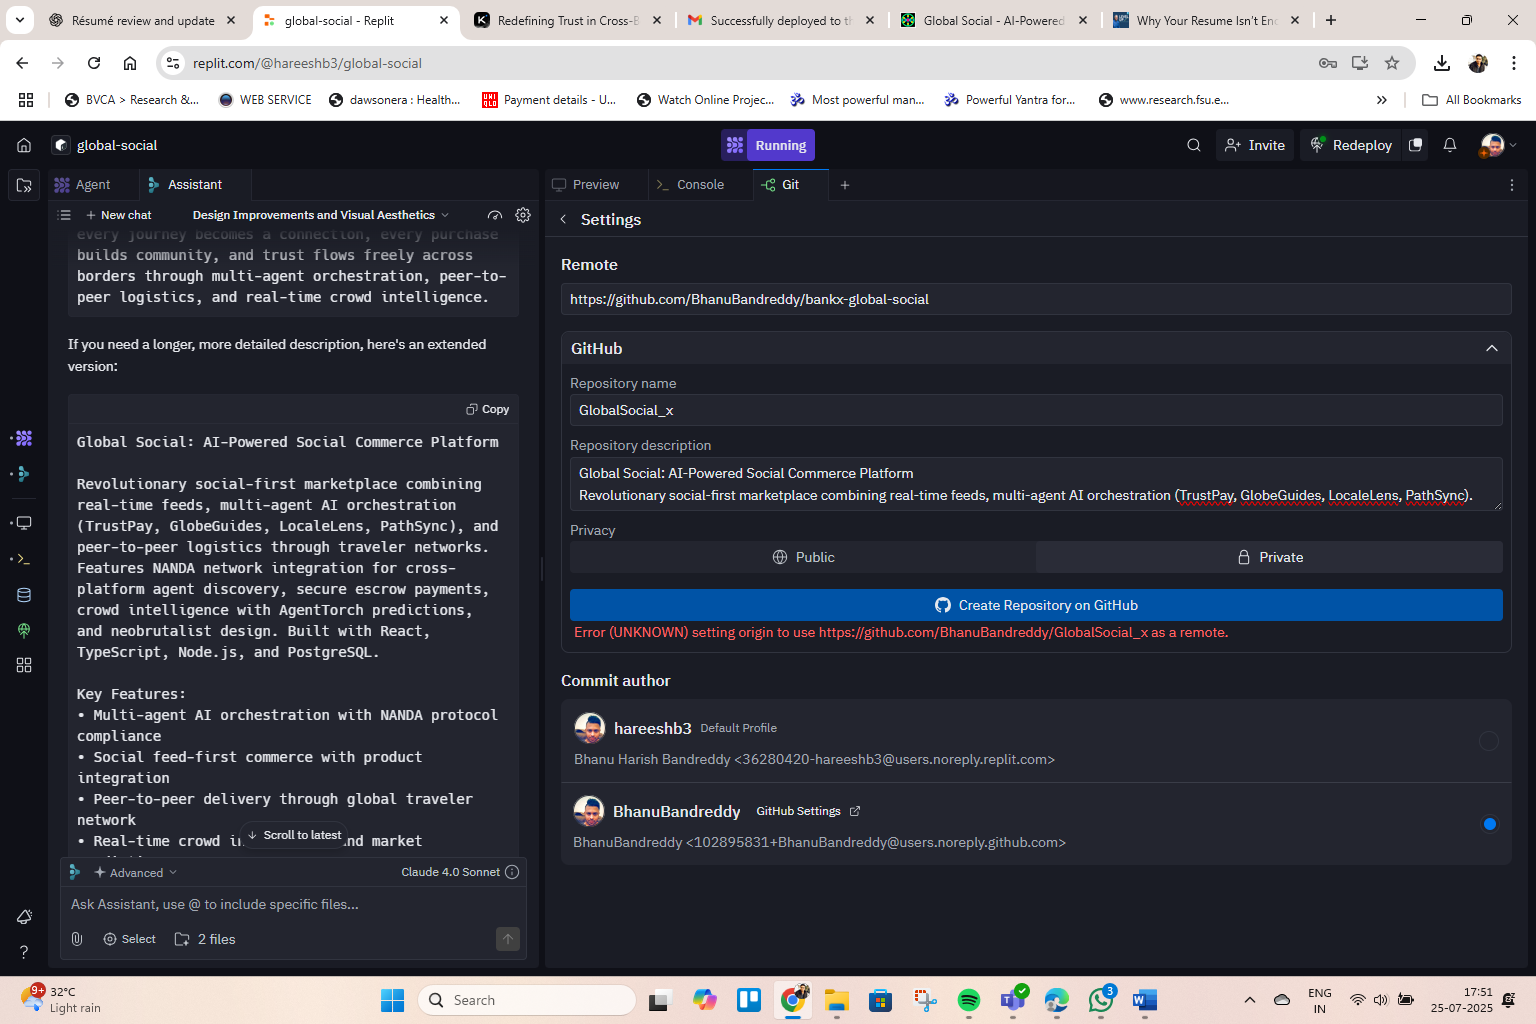 Résumé review and update
global-social - Replit
Redefining Trust in Cross-B
Successfully deployed to th
Global Social - AI-Powered
Why Your Resume Isn't En
replit.com/@hareeshb3/global-social
BVCA > Research &...
WEB SERVICE
dawsonera : Health...
Payment details - U...
Watch Online Projec...
Most powerful man...
Powerful Yantra for...
www.research.fsu.e...
All Bookmarks
global-social
Running
Invite
Redeploy
Agent
Assistant
Preview
Console
Git
New chat
Design Improvements and Visual Aesthetics
Settings
every journey becomes a connection, every purchase
builds community, and trust flows freely across
borders through multi-agent orchestration, peer-to-
peer logistics, and real-time crowd intelligence.
If you need a longer, more detailed description, here's an extended
version:
Copy
Global Social: AI-Powered Social Commerce Platform
Revolutionary social-first marketplace combining
real-time feeds, multi-agent AI orchestration
(TrustPay, GlobeGuides, LocaleLens, PathSync), and
peer-to-peer logistics through traveler networks.
Features NANDA network integration for cross-
platform agent discovery, secure escrow payments,
crowd intelligence with AgentTorch predictions,
and neobrutalist design. Built with React,
TypeScript, Node.js, and PostgreSQL.
Key Features:
• Multi-agent AI orchestration with NANDA protocol
compliance
• Social feed-first commerce with product
integration
• Peer-to-peer delivery through global traveler
network
• Real-time crowd in
nd market
Scroll to latest
Advanced
Claude 4.0 Sonnet
Ask Assistant, use @ to include specific files...
Select
2 files
Remote
https://github.com/BhanuBandreddy/bankx-global-social
GitHub
Repository name
GlobalSocial_x
Repository description
Global Social: AI-Powered Social Commerce Platform
Revolutionary social-first marketplace combining real-time feeds, multi-agent AI orchestration (TrustPay, GlobeGuides, LocaleLens, PathSync).
Privacy
Public
Private
Create Repository on GitHub
Error (UNKNOWN) setting origin to use https://github.com/BhanuBandreddy/GlobalSocial_x as a remote.
Commit author
hareeshb3 Default Profile
Bhanu Harish Bandreddy <36280420-hareeshb3@users.noreply.replit.com>
BhanuBandreddy GitHub Settings
BhanuBandreddy <102895831+BhanuBandreddy@users.noreply.github.com>
9+
32°C
Light rain
Search
3
ENG
IN
17:51
25-07-2025